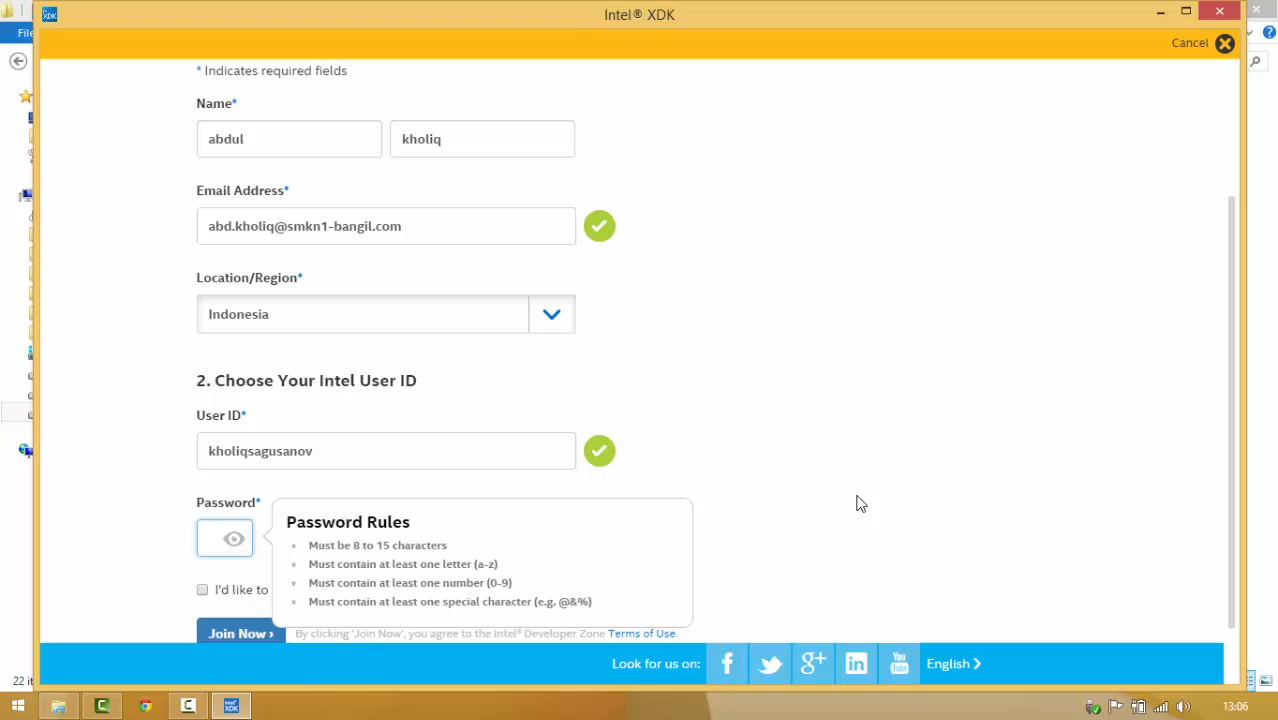 Intel® XDK
File
Cancel
* Indicates required fields
Name*
abdul
kholiq
Email Address*
abd.kholiq@smkn1-bangil.com
Location/Region*
Indonesia
2. Choose Your Intel User ID
User ID*
kholiqsagusanov
Password*
Password Rules
Must be 8 to 15 characters
Must contain at least one letter (a-z)
Must contain at least one number (0-9)
Must contain at least one special character (e.g. @&%)
I'd like to
Join Now ›
By clicking 'Join Now', you agree to the Intel® Developer Zone Terms of Use
Look for us on:
English
22 it
13:06